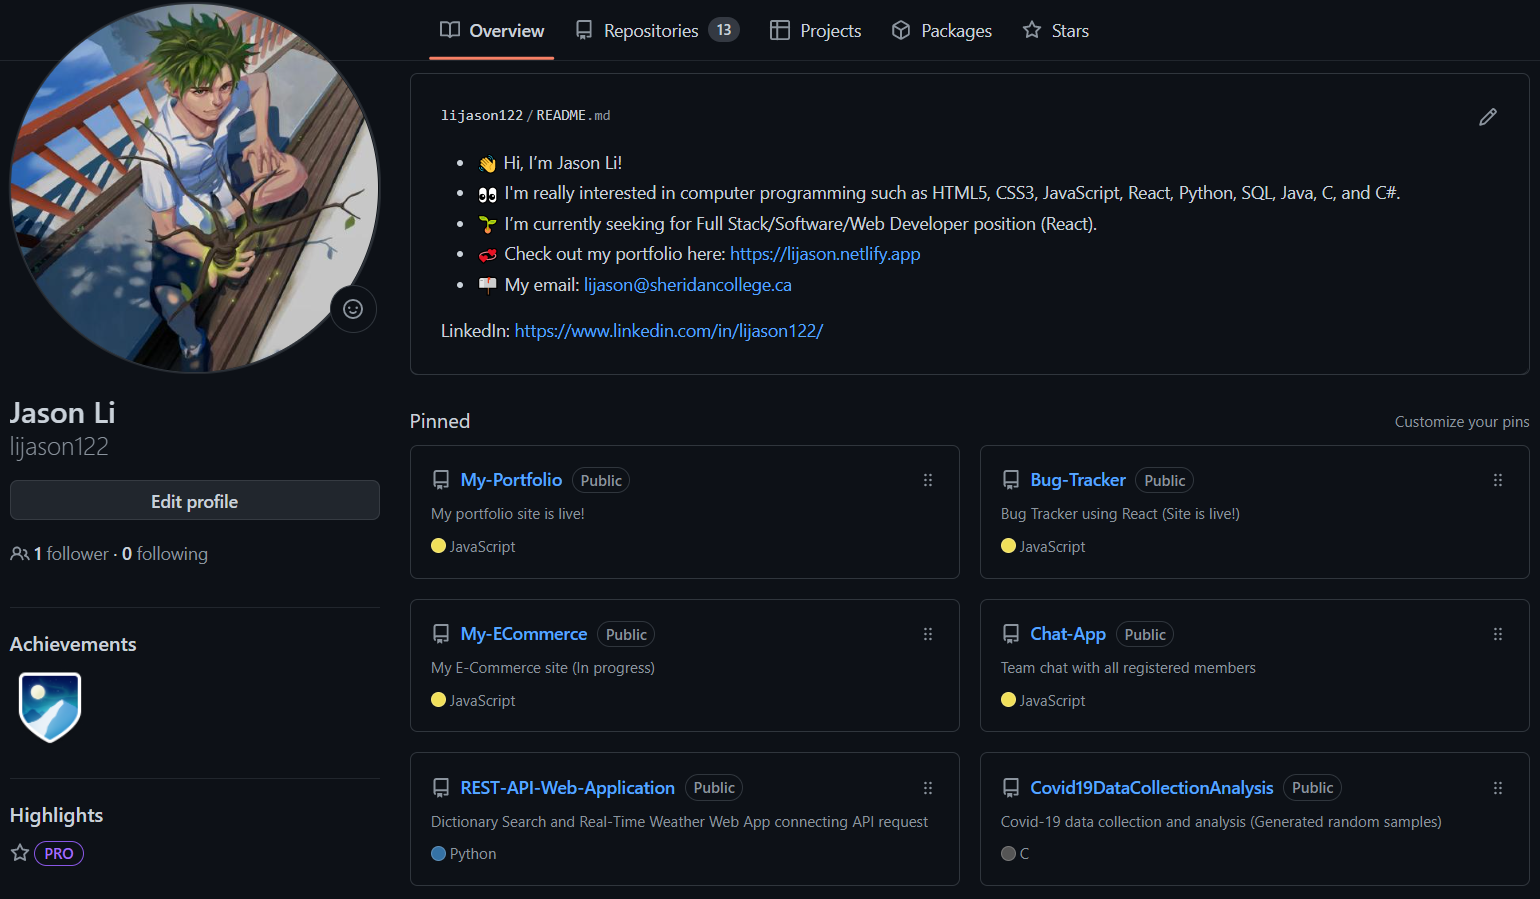 Overview
Repositories 13
Projects
Packages
Stars
lijason122/README.md
👋 Hi, I'm Jason Li!
👀 I'm really interested in computer programming such as HTML5, CSS3, JavaScript, React, Python, SQL, Java, C, and C#.
🌱 I'm currently seeking for Full Stack/Software/Web Developer position (React).
💞️ Check out my portfolio here: https://lijason.netlify.app
📫 My email: lijason@sheridancollege.ca
LinkedIn: https://www.linkedin.com/in/lijason122/
Jason Li
lijason122
Edit profile
1 follower · 0 following
Achievements
Highlights
PRO
Pinned
Customize your pins
My-Portfolio Public
My portfolio site is live!
JavaScript
Bug-Tracker Public
Bug Tracker using React (Site is live!)
JavaScript
My-ECommerce Public
My E-Commerce site (In progress)
JavaScript
Chat-App Public
Team chat with all registered members
JavaScript
REST-API-Web-Application Public
Dictionary Search and Real-Time Weather Web App connecting API request
Python
Covid19DataCollectionAnalysis Public
Covid-19 data collection and analysis (Generated random samples)
C